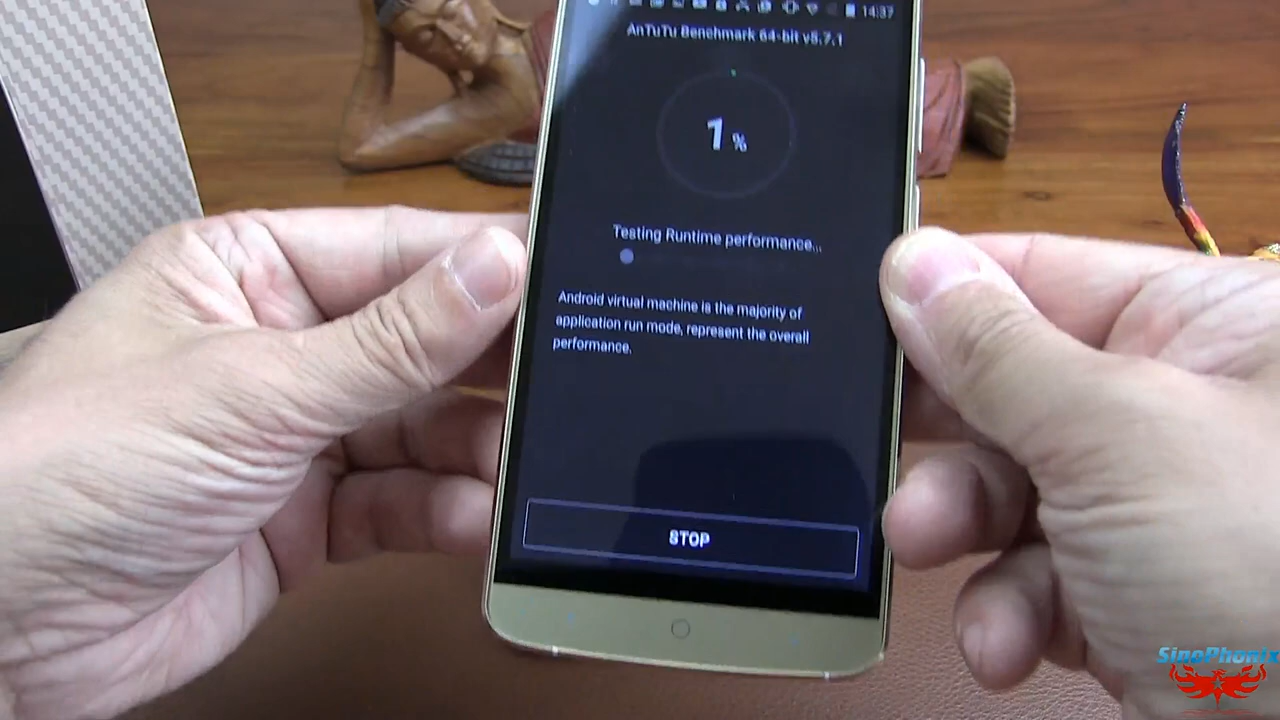 14:37
AnTuTu Benchmark 64-bit v5.7.1
1 %
Testing Runtime performance...
Android virtual machine is the majority of
application run mode, represent the overall
performance.
STOP
SinoPhonix